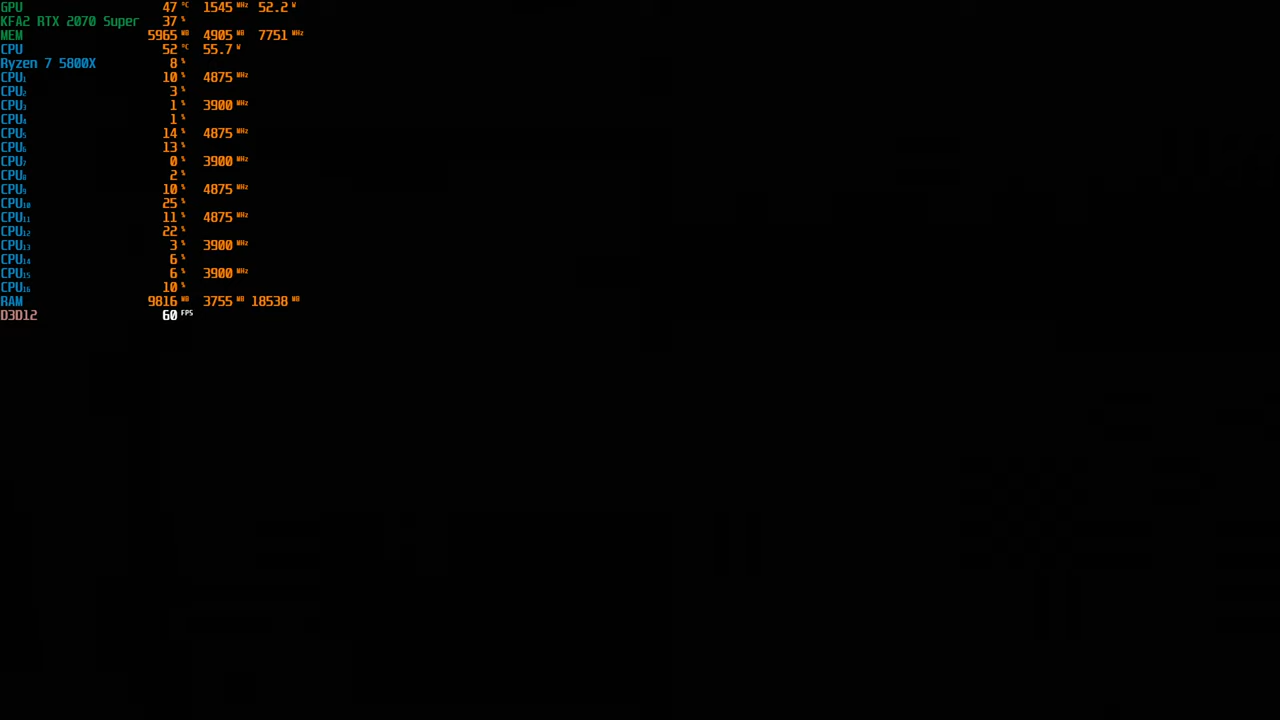 GPU 47 °C 1545 MHz 52.2 W
KFA2 RTX 2070 Super 37 %
MEM 5965 MB 4905 MB 7751 MHz
CPU 52 °C 55.7 W
Ryzen 7 5800X 8 %
CPU1 10 % 4875 MHz
CPU2 3 %
CPU3 1 % 3900 MHz
CPU4 1 %
CPU5 14 % 4875 MHz
CPU6 13 %
CPU7 0 % 3900 MHz
CPU8 2 %
CPU9 10 % 4875 MHz
CPU10 25 %
CPU11 11 % 4875 MHz
CPU12 22 %
CPU13 3 % 3900 MHz
CPU14 6 %
CPU15 6 % 3900 MHz
CPU16 10 %
RAM 9816 MB 3755 MB 18538 MB
D3D12 60 FPS